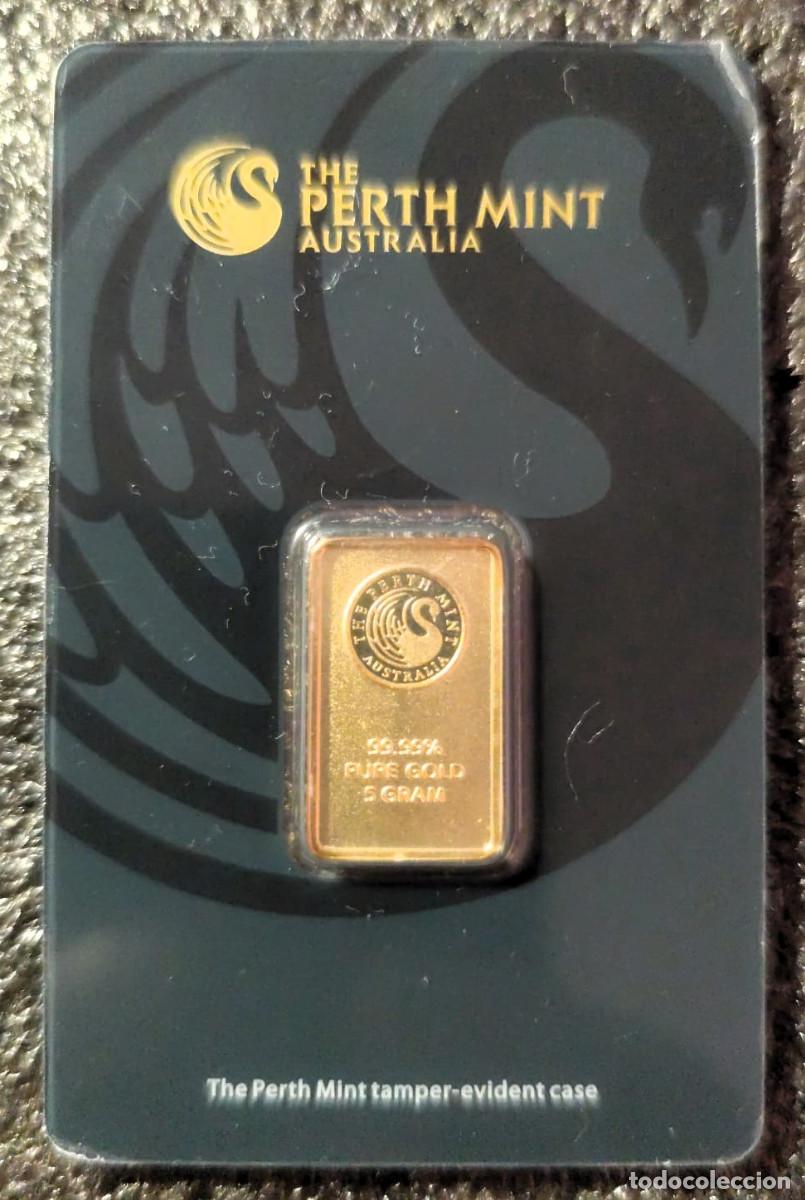 THE
PERTH MINT
AUSTRALIA
THE PERTH MINT
AUSTRALIA
99.99%
PURE GOLD
5 GRAM
The Perth Mint tamper-evident case
todocoleccion